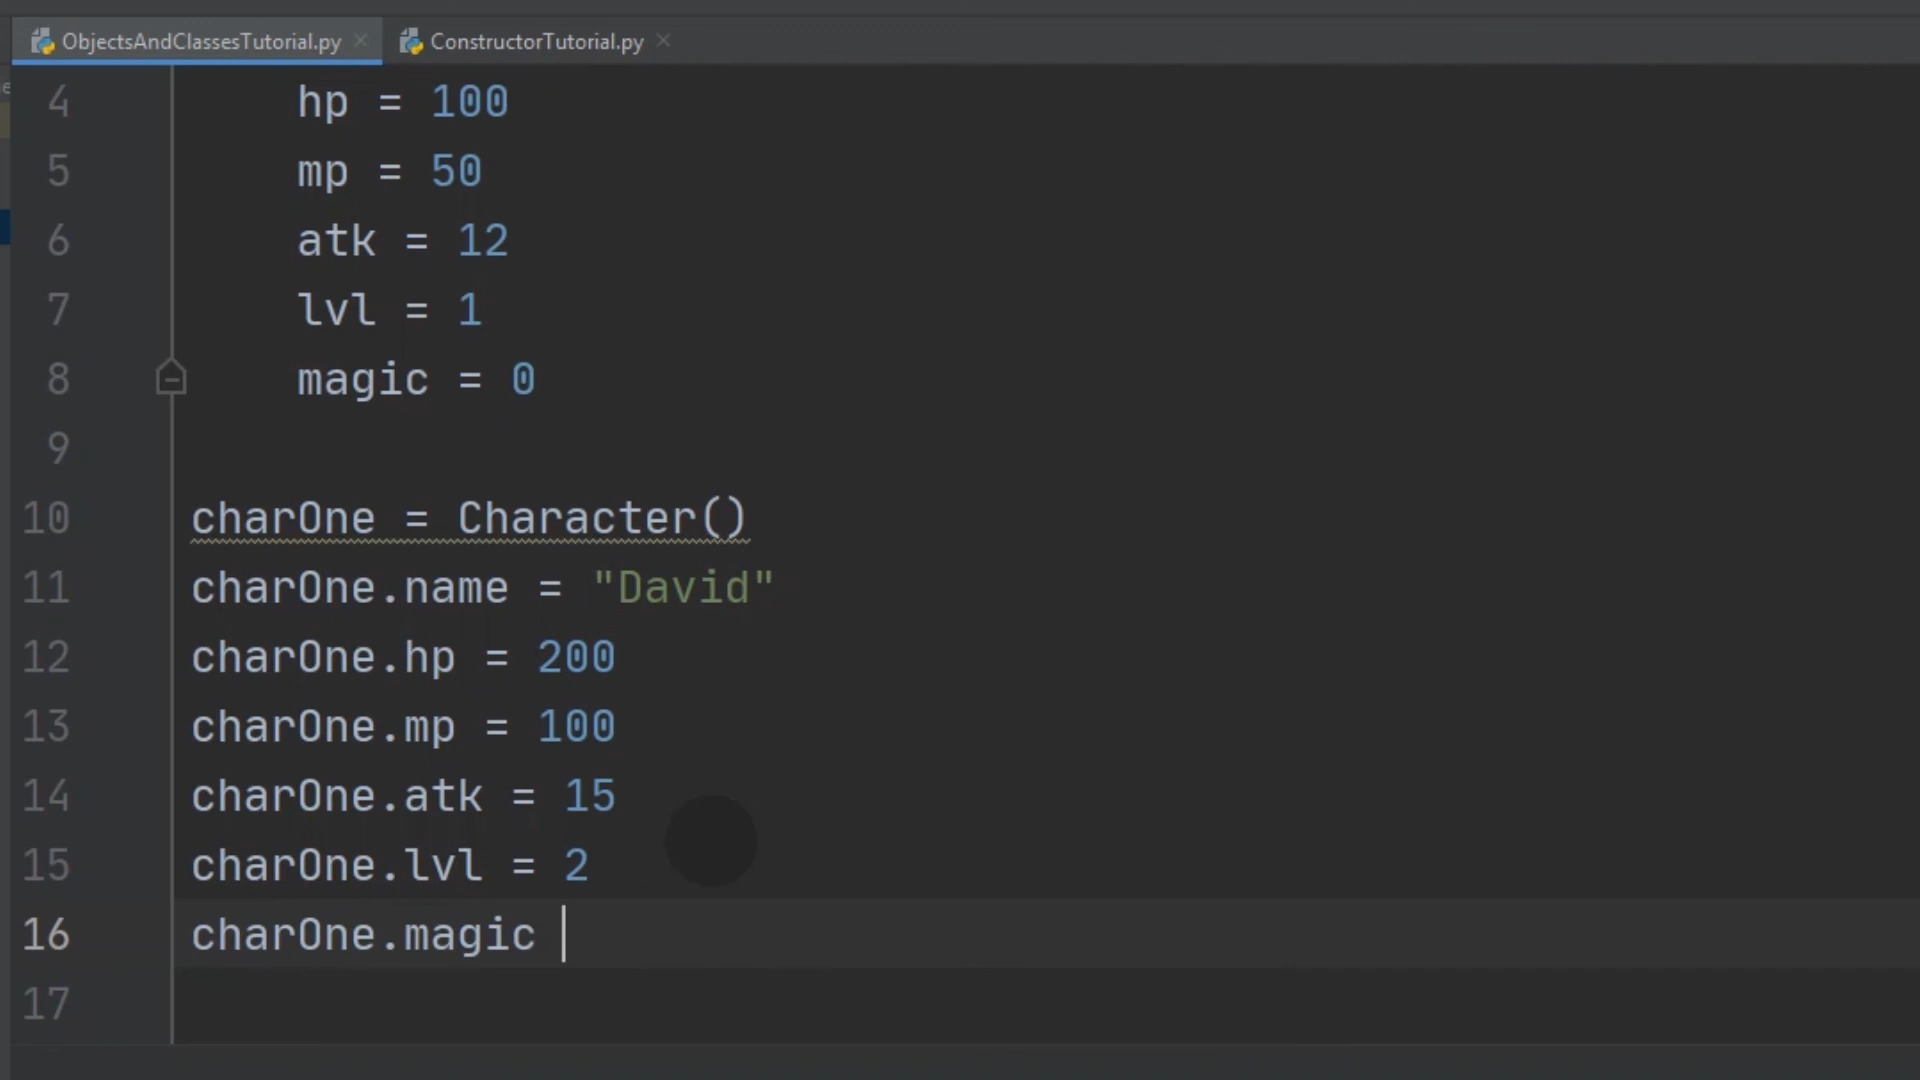 ObjectsAndClassesTutorial.py ConstructorTutorial.py
4 hp = 100
5 mp = 50
6 atk = 12
7 lvl = 1
8 magic = 0
9
10 charOne = Character()
11 charOne.name = "David"
12 charOne.hp = 200
13 charOne.mp = 100
14 charOne.atk = 15
15 charOne.lvl = 2
16 charOne.magic
17